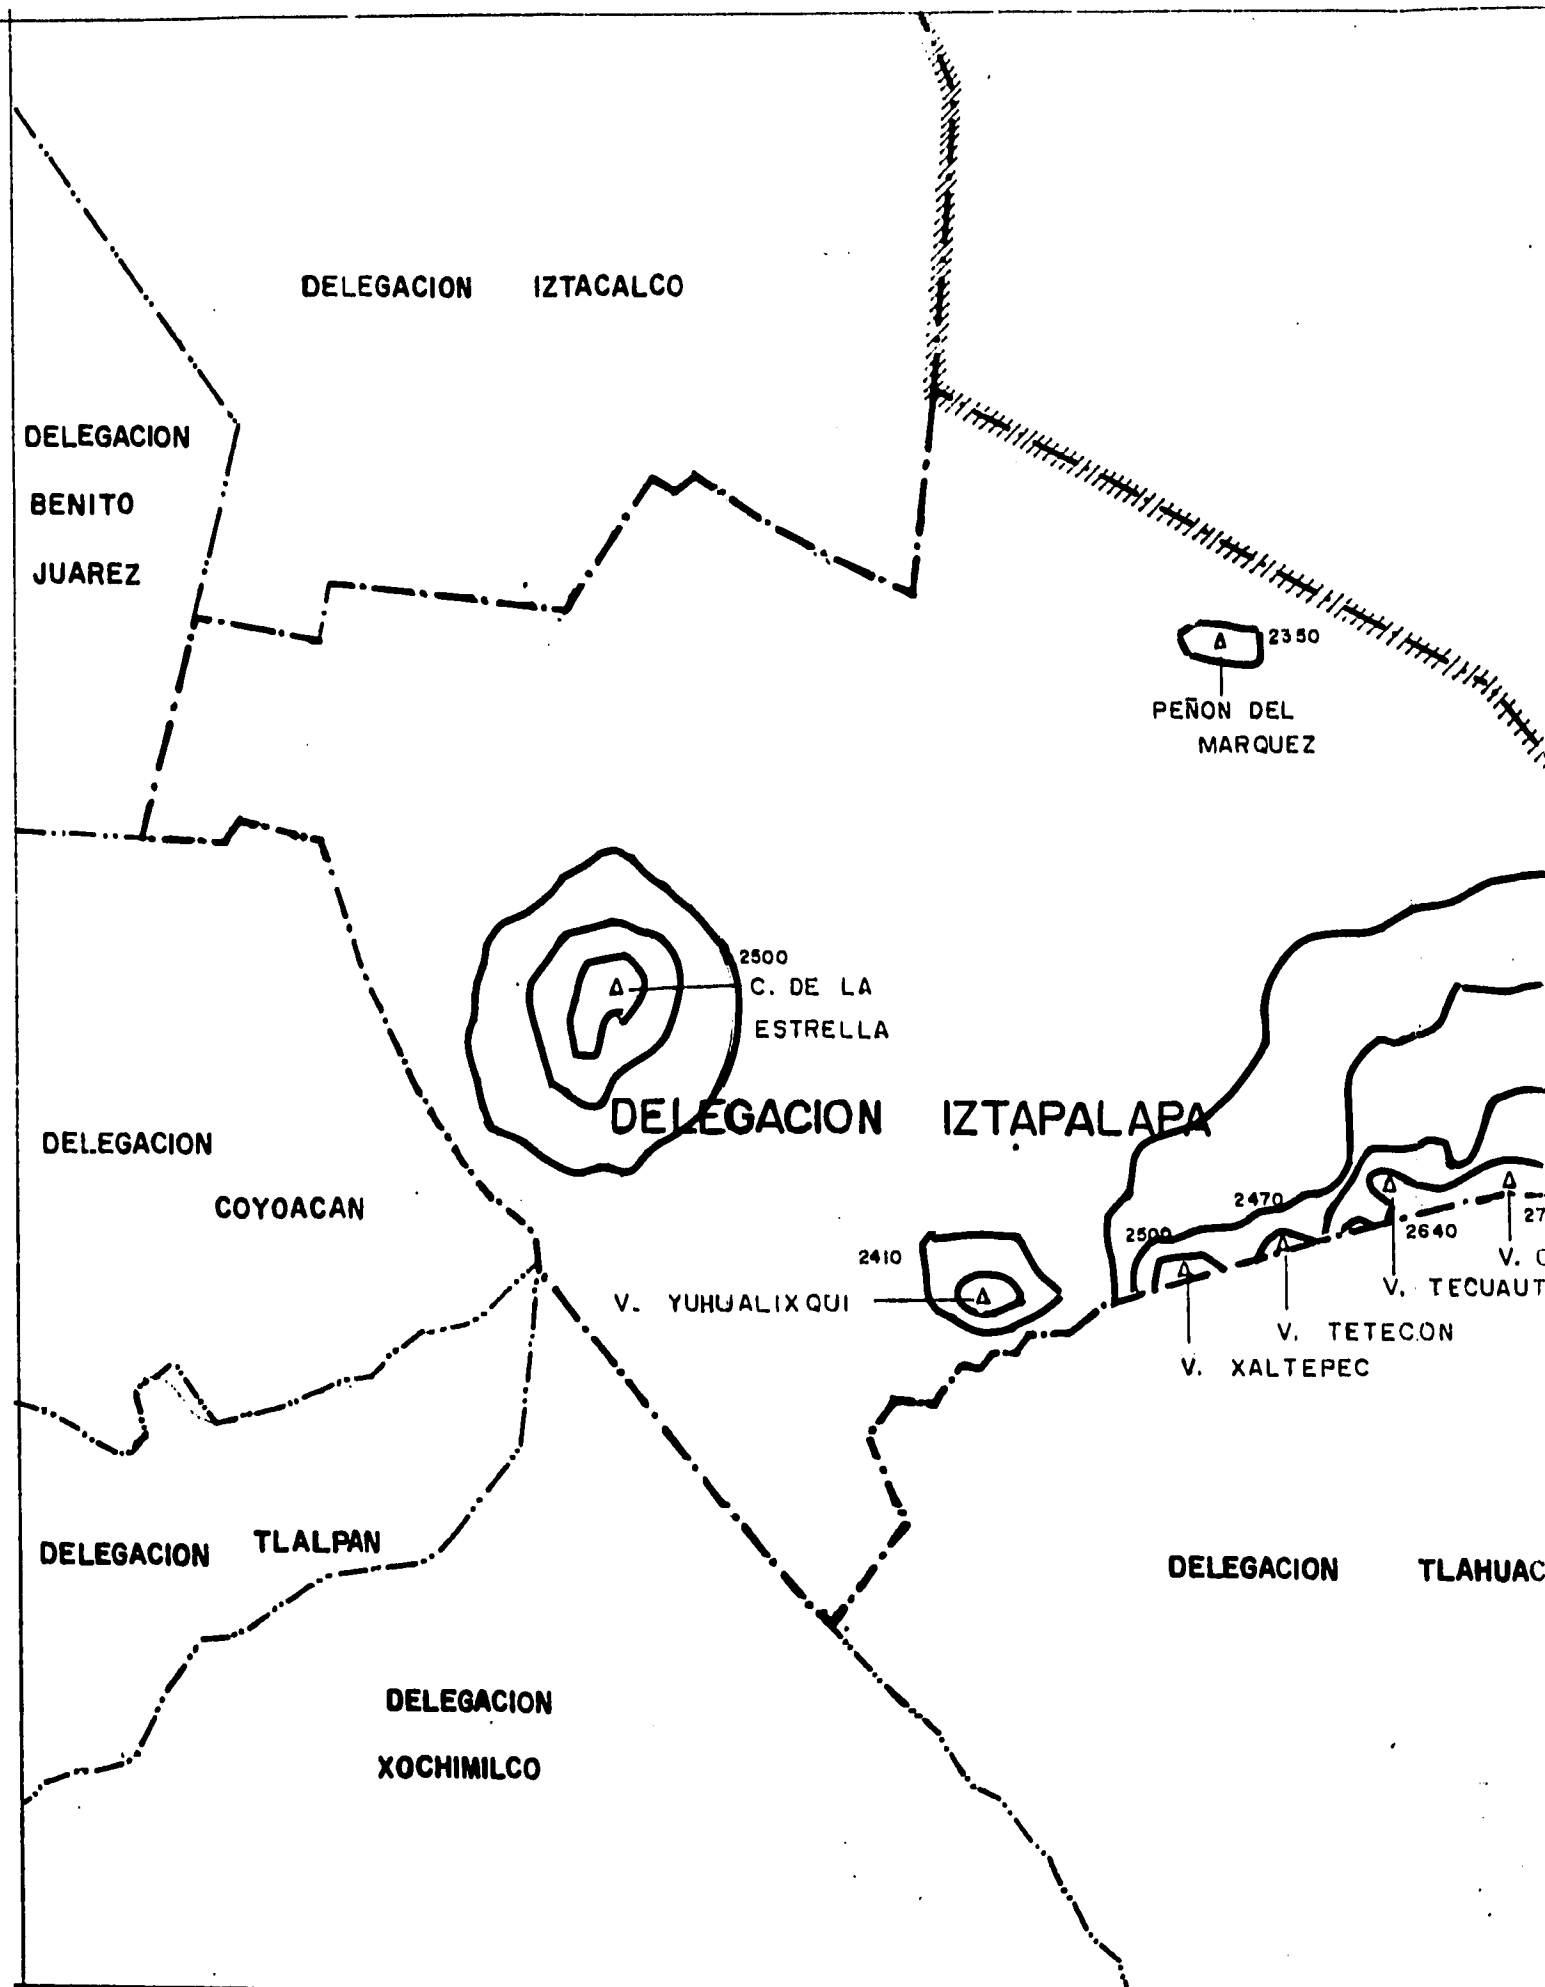 DELEGACION IZTACALCO
DELEGACION
BENITO
JUAREZ
2350
PEÑON DEL
MARQUEZ
2500
C. DE LA
ESTRELLA
DELEGACION IZTAPALAPA
DELEGACION
COYOACAN
2470
2500
2640
27
2410
V. C
V. TECUAUT
V. YUHUALIXQUI
V. TETECON
V. XALTEPEC
DELEGACION TLALPAN
DELEGACION TLAHUAC
DELEGACION
XOCHIMILCO